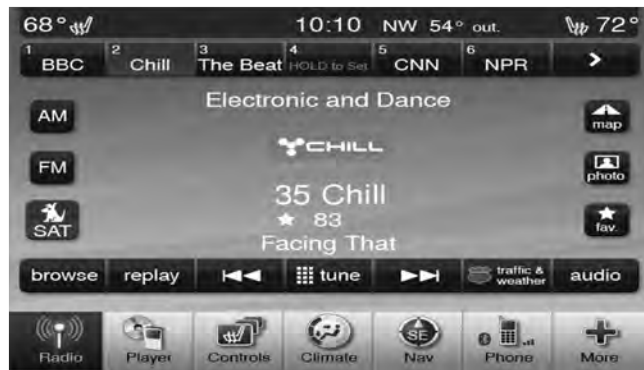 68° 10:10 NW 54° out. 72°
1 BBC 2 Chill 3 The Beat 4 HOLD to Set 5 CNN 6 NPR >
Electronic and Dance
AM
map
CHILL
FM
photo
35 Chill
★ 83
SAT
fav.
Facing That
browse replay tune traffic & weather audio
Radio Player Controls Climate SE Nav Phone More